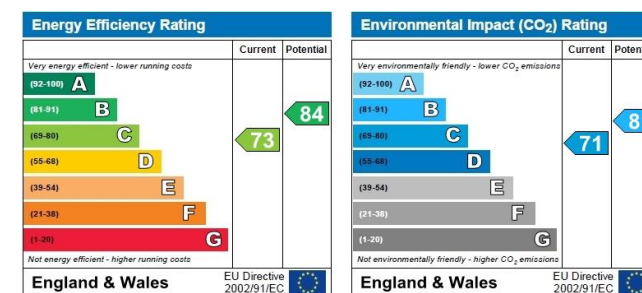 Energy Efficiency Rating
Current Potential
Very energy efficient - lower running costs
(92-100) A
(81-91) B
84
(69-80) C
73
(55-68) D
(39-54) E
(21-38) F
(1-20) G
Not energy efficient - higher running costs
England & Wales
EU Directive
2002/91/EC
Environmental Impact (CO₂) Rating
Current
Very environmentally friendly - lower CO₂ emissions
(92-100) A
(81-91) B
(69-80) C
71
(55-68) D
(39-54) E
(21-38) F
(1-20) G
Not environmentally friendly - higher CO₂ emissions
England & Wales
EU Directive
2002/91/EC